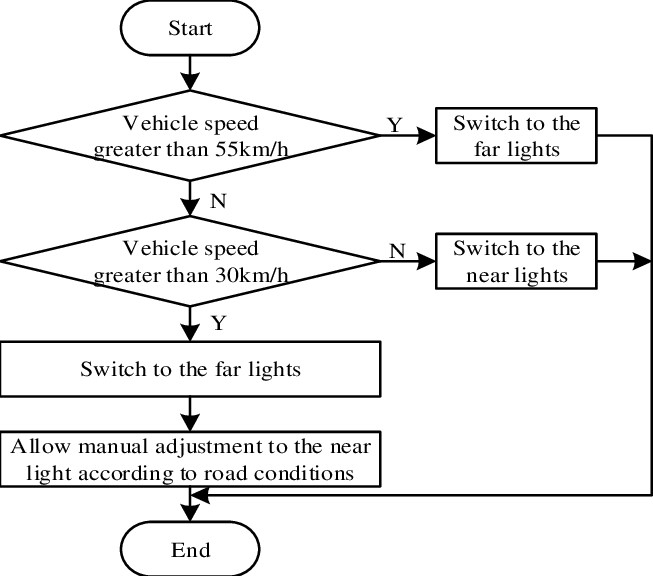 Start
Vehicle speed
greater than 55km/h
Y
Switch to the
far lights
N
Vehicle speed
greater than 30km/h
N
Switch to the
near lights
Y
Switch to the far lights
Allow manual adjustment to the near
light according to road conditions
End